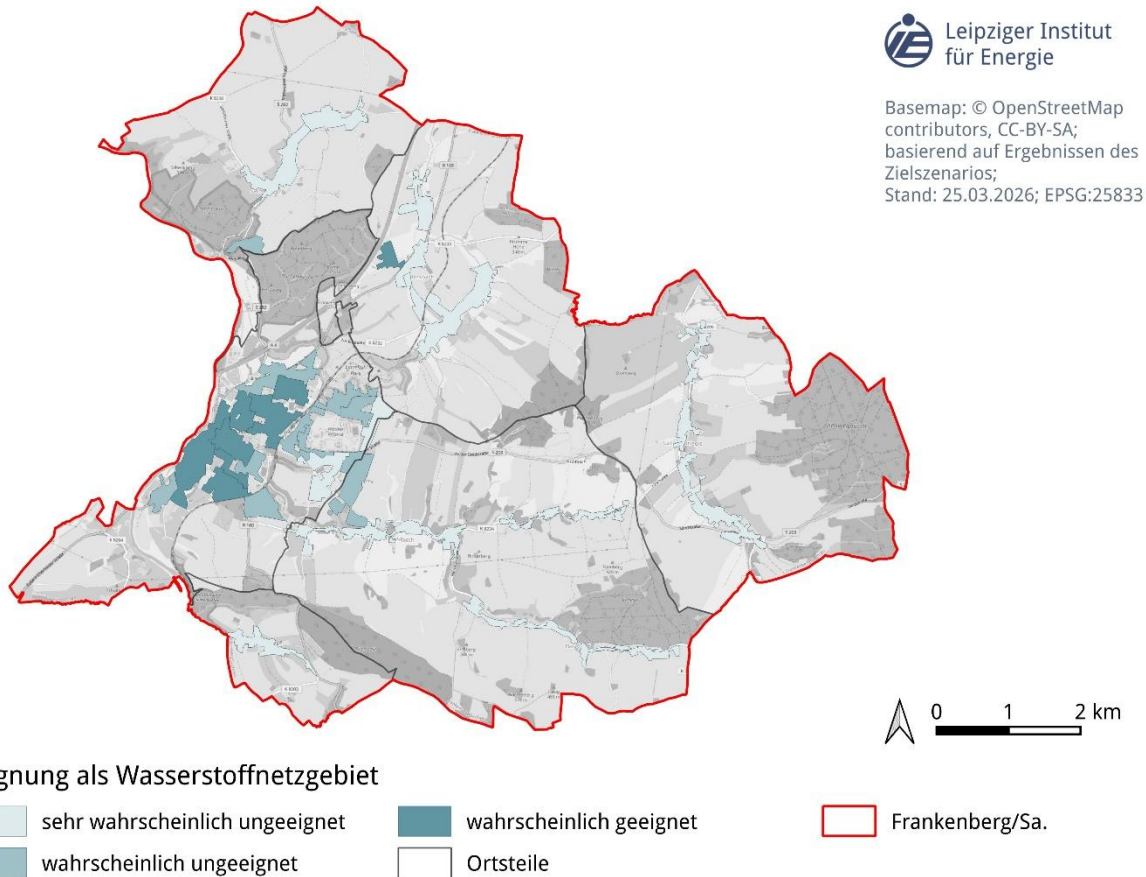 Leipziger Institut
für Energie
Basemap: © OpenStreetMap
contributors, CC-BY-SA;
basierend auf Ergebnissen des
Zielszenarios;
Stand: 25.03.2026; EPSG:25833
0 1 2 km
gnung als Wasserstoffnetzgebiet
sehr wahrscheinlich ungeeignet
wahrscheinlich geeignet
Frankenberg/Sa.
wahrscheinlich ungeeignet
Ortsteile